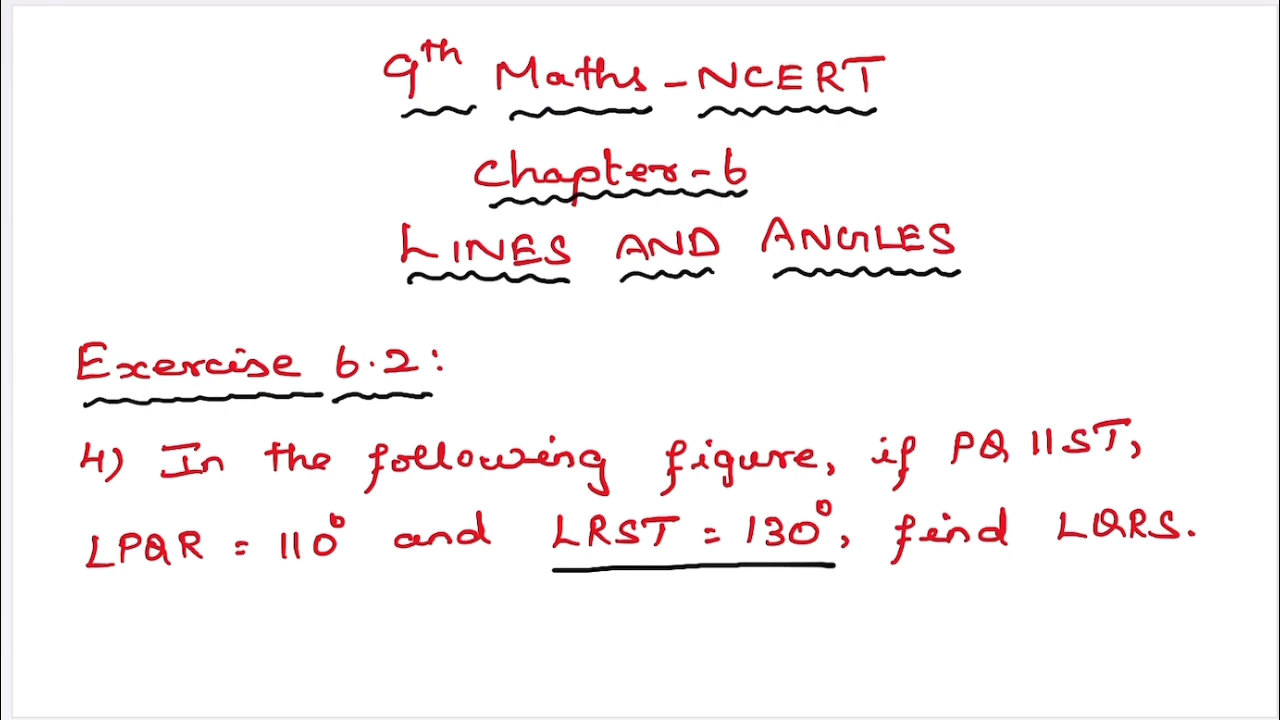 9th Maths - NCERT
Chapter-6
LINES AND ANGLES
Exercise 6.2:
4) In the following figure, if PQ || ST,
∠PQR = 110° and ∠RST = 130°, find ∠QRS.